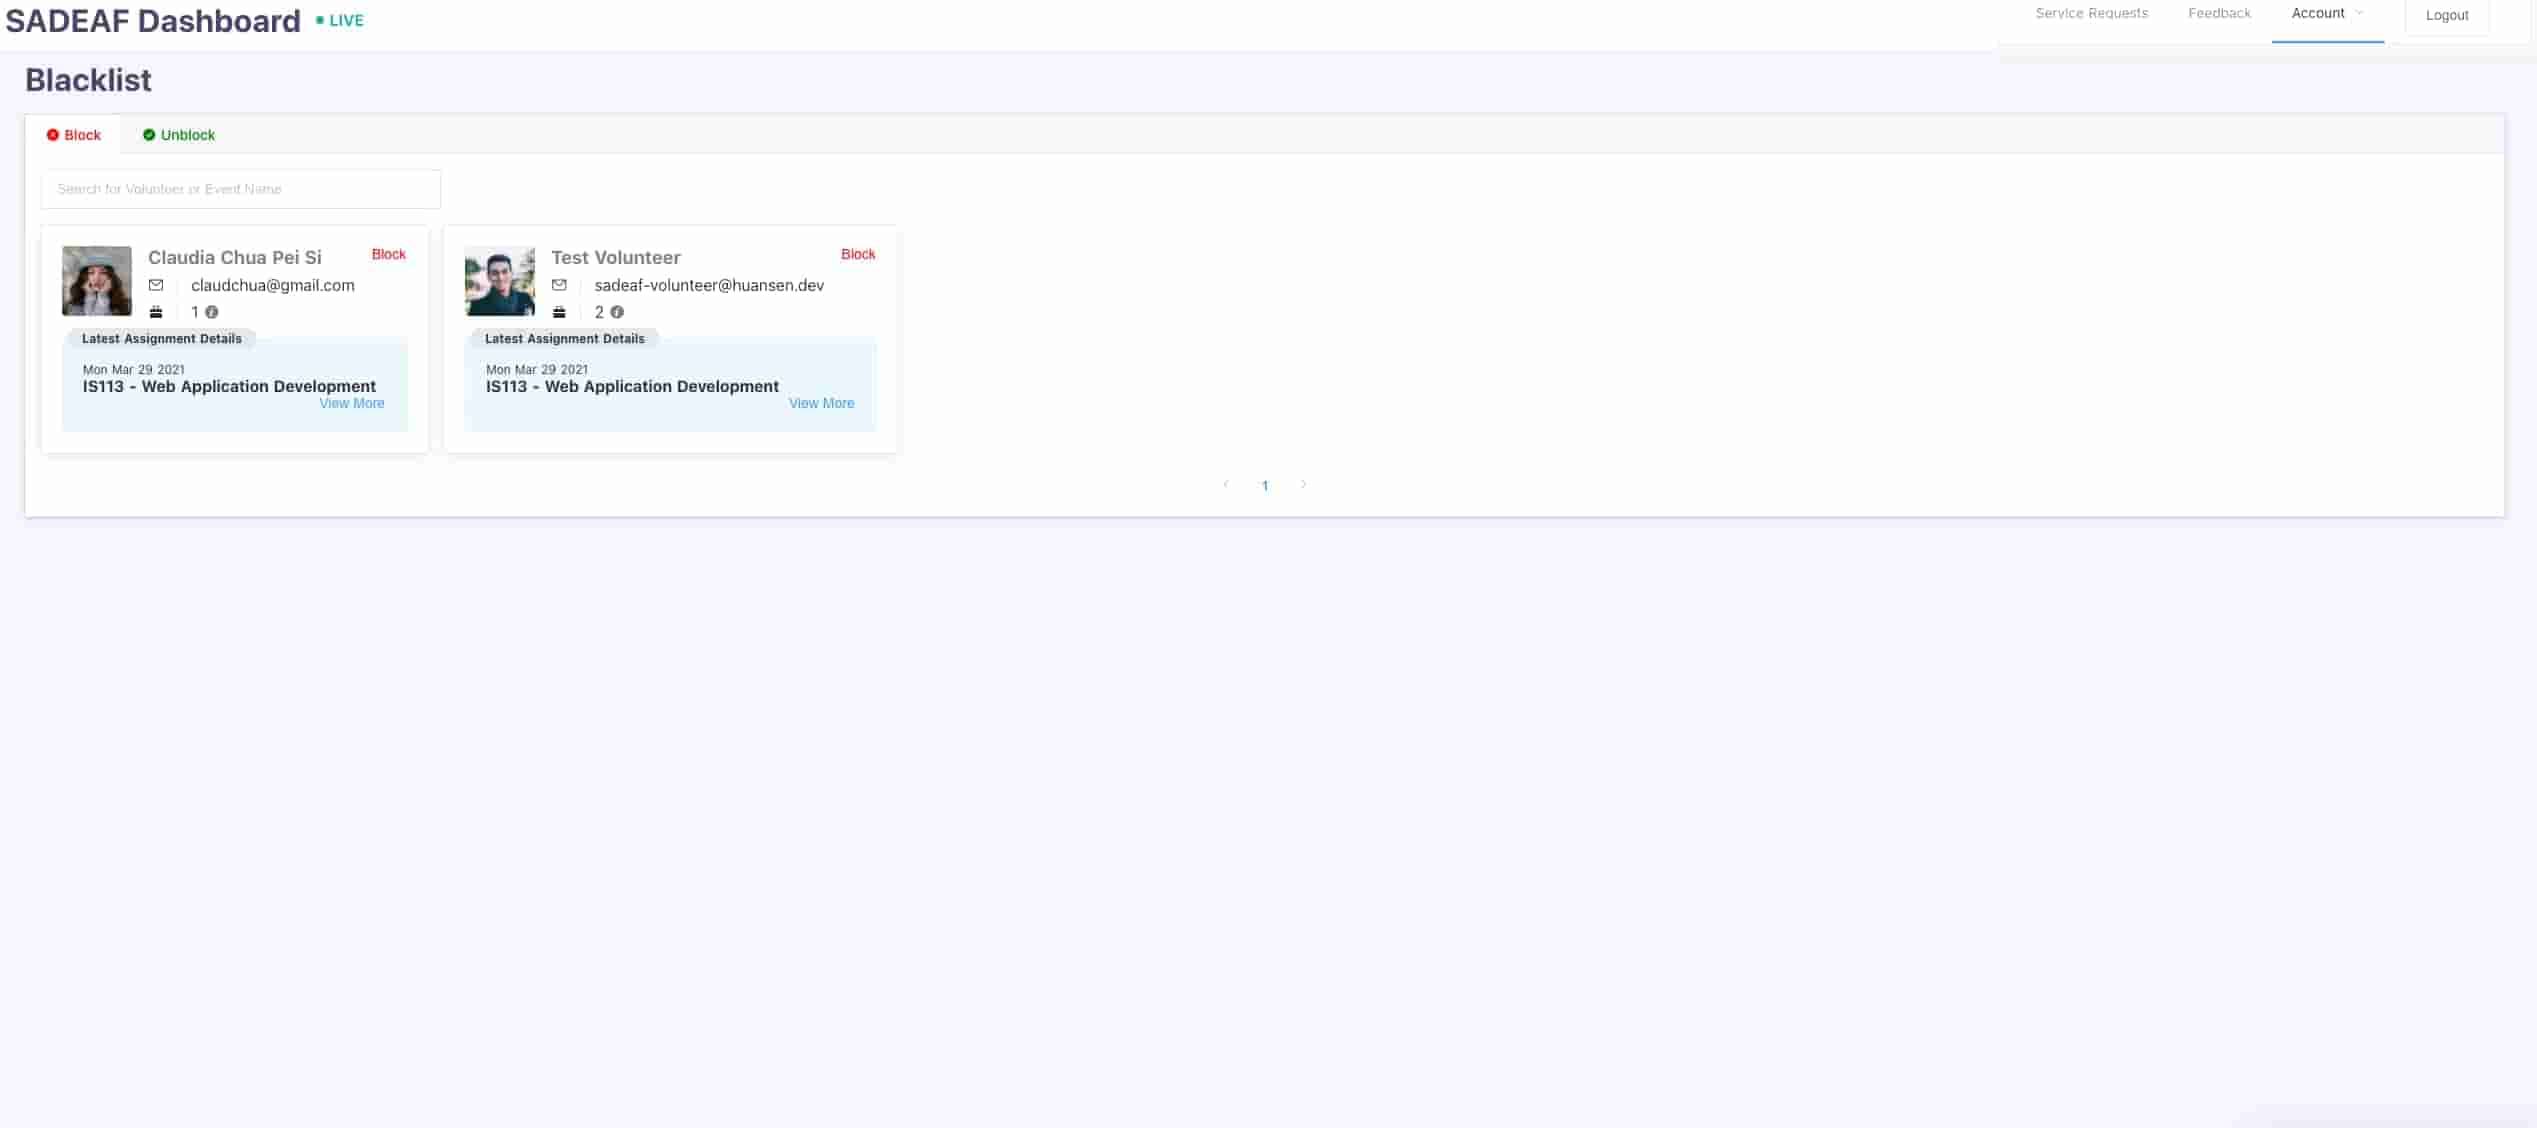 SADEAF Dashboard LIVE
Service Requests Feedback Account Logout
Blacklist
Block Unblock
Search for Volunteer or Event Name
Claudia Chua Pei Si Block
claudchua@gmail.com
1
Latest Assignment Details
Mon Mar 29 2021
IS113 - Web Application Development
View More
Test Volunteer Block
sadeaf-volunteer@huansen.dev
2
Latest Assignment Details
Mon Mar 29 2021
IS113 - Web Application Development
View More
1